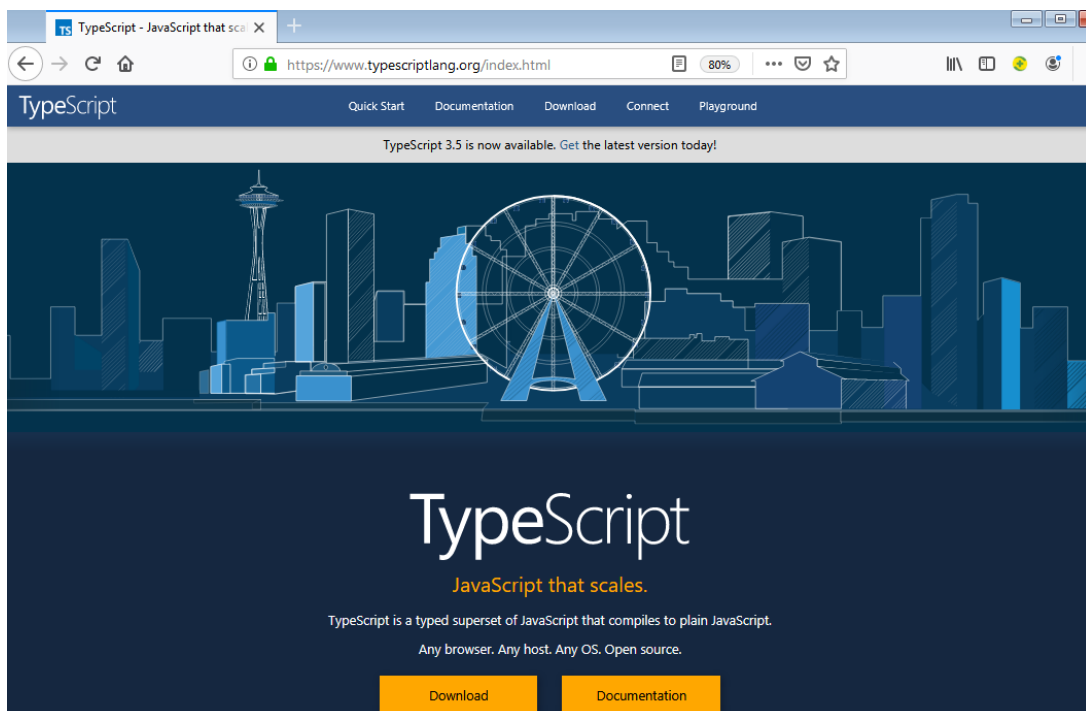 TS TypeScript - JavaScript that sca
https://www.typescriptlang.org/index.html 80%
TypeScript Quick Start Documentation Download Connect Playground
TypeScript 3.5 is now available. Get the latest version today!
TypeScript
JavaScript that scales.
TypeScript is a typed superset of JavaScript that compiles to plain JavaScript.
Any browser. Any host. Any OS. Open source.
Download Documentation